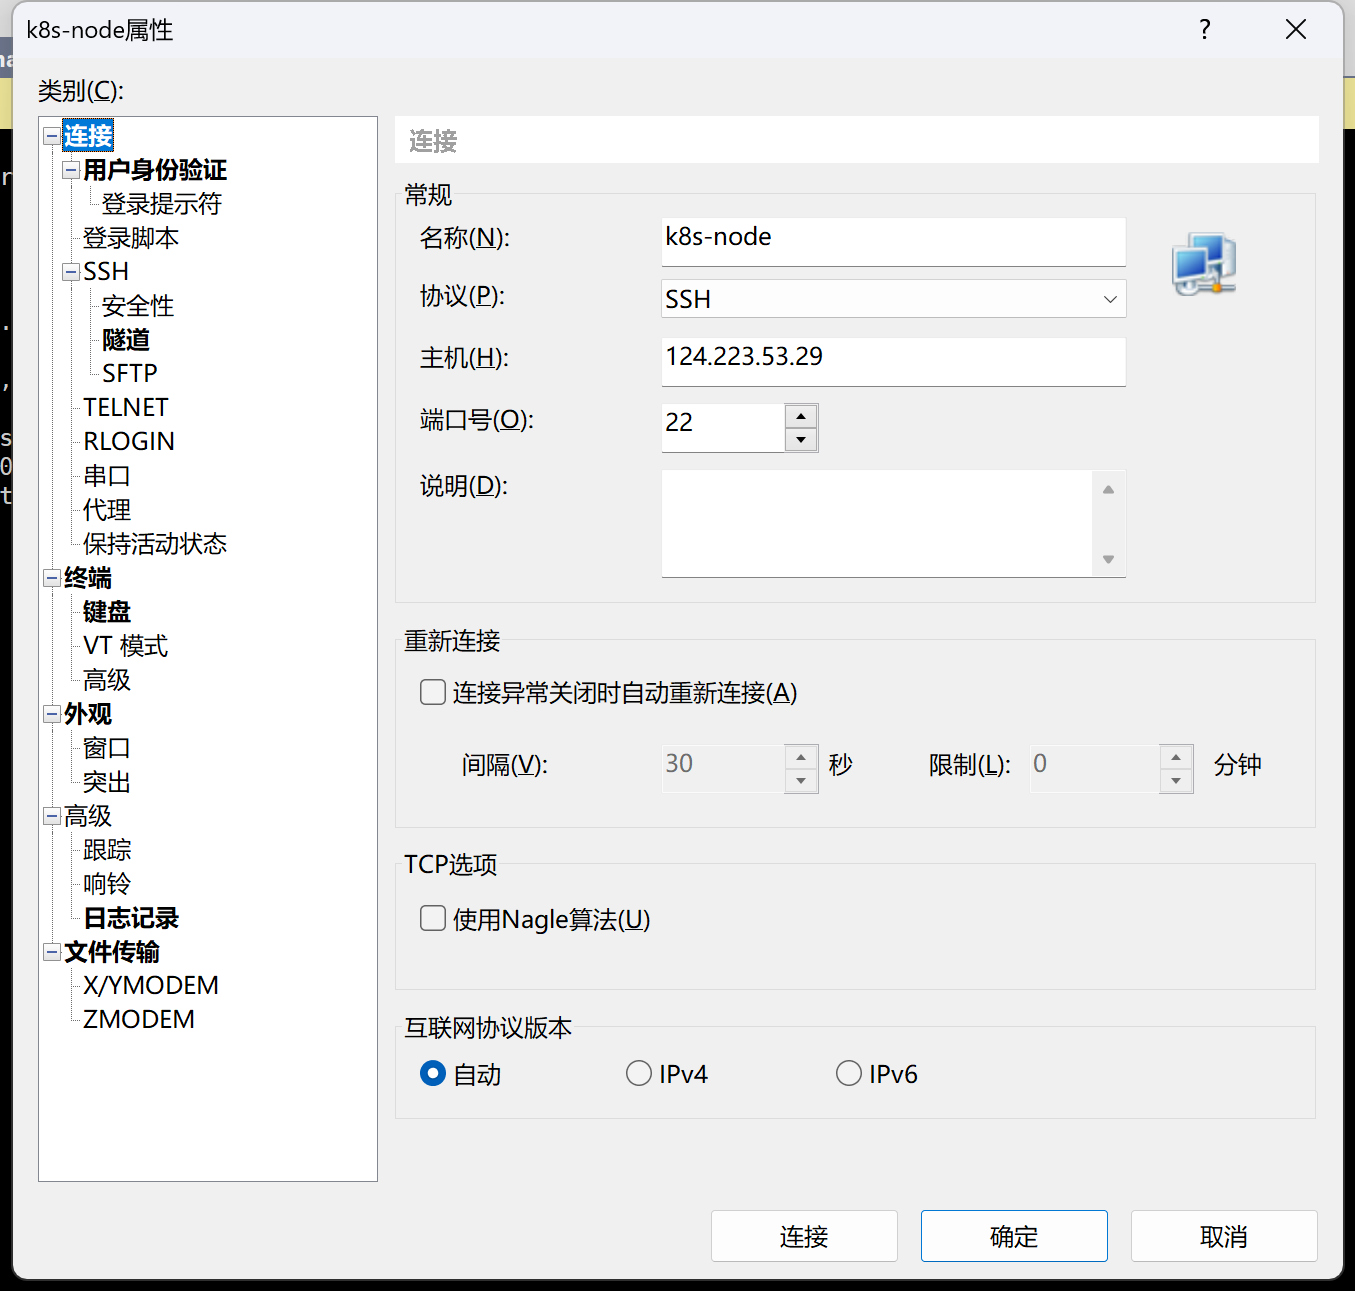 k8s-node属性
类别(C):
连接
用户身份验证
登录提示符
登录脚本
SSH
安全性
隧道
SFTP
TELNET
RLOGIN
串口
代理
保持活动状态
终端
键盘
VT 模式
高级
外观
窗口
突出
高级
跟踪
响铃
日志记录
文件传输
X/YMODEM
ZMODEM
连接
常规
名称(N): k8s-node
协议(P): SSH
主机(H): 124.223.53.29
端口号(O): 22
说明(D):
重新连接
连接异常关闭时自动重新连接(A)
间隔(V): 30 秒 限制(L): 0 分钟
TCP选项
使用Nagle算法(U)
互联网协议版本
自动 IPv4 IPv6
连接 确定 取消